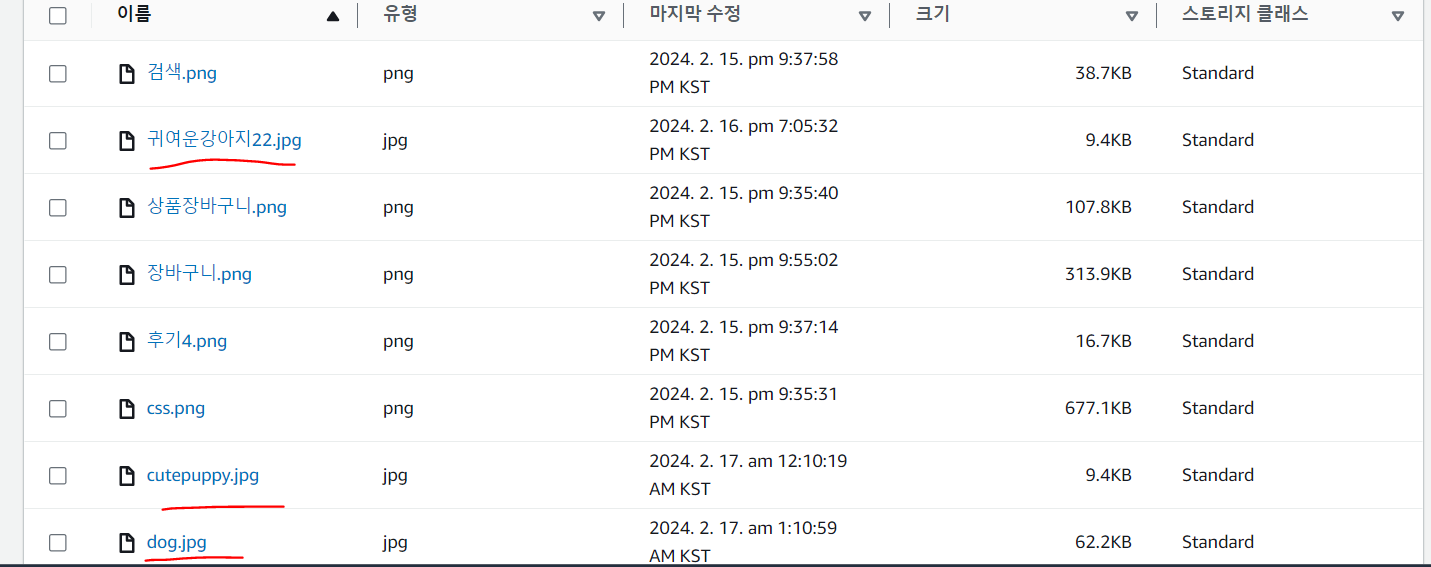 이름 유형 마지막 수정 크기 스토리지 클래스
검색.png png 2024. 2. 15. pm 9:37:58 38.7KB Standard
PM KST
귀여운강아지22.jpg jpg 2024. 2. 16. pm 7:05:32 9.4KB Standard
PM KST
상품장바구니.png png 2024. 2. 15. pm 9:35:40 107.8KB Standard
PM KST
장바구니.png png 2024. 2. 15. pm 9:55:02 313.9KB Standard
PM KST
후기4.png png 2024. 2. 15. pm 9:37:14 16.7KB Standard
PM KST
css.png png 2024. 2. 15. pm 9:35:31 677.1KB Standard
PM KST
cutepuppy.jpg jpg 2024. 2. 17. am 12:10:19 9.4KB Standard
AM KST
dog.jpg jpg 2024. 2. 17. am 1:10:59 62.2KB Standard
AM KST